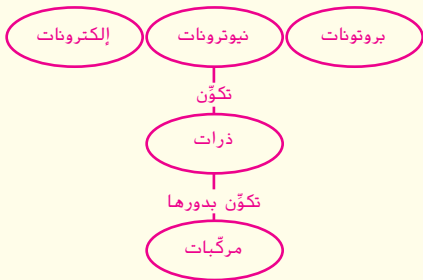 بروتونات نيوترونات إلكترونات
تكوّن
ذرات
تكوّن بدورها
مركّبات